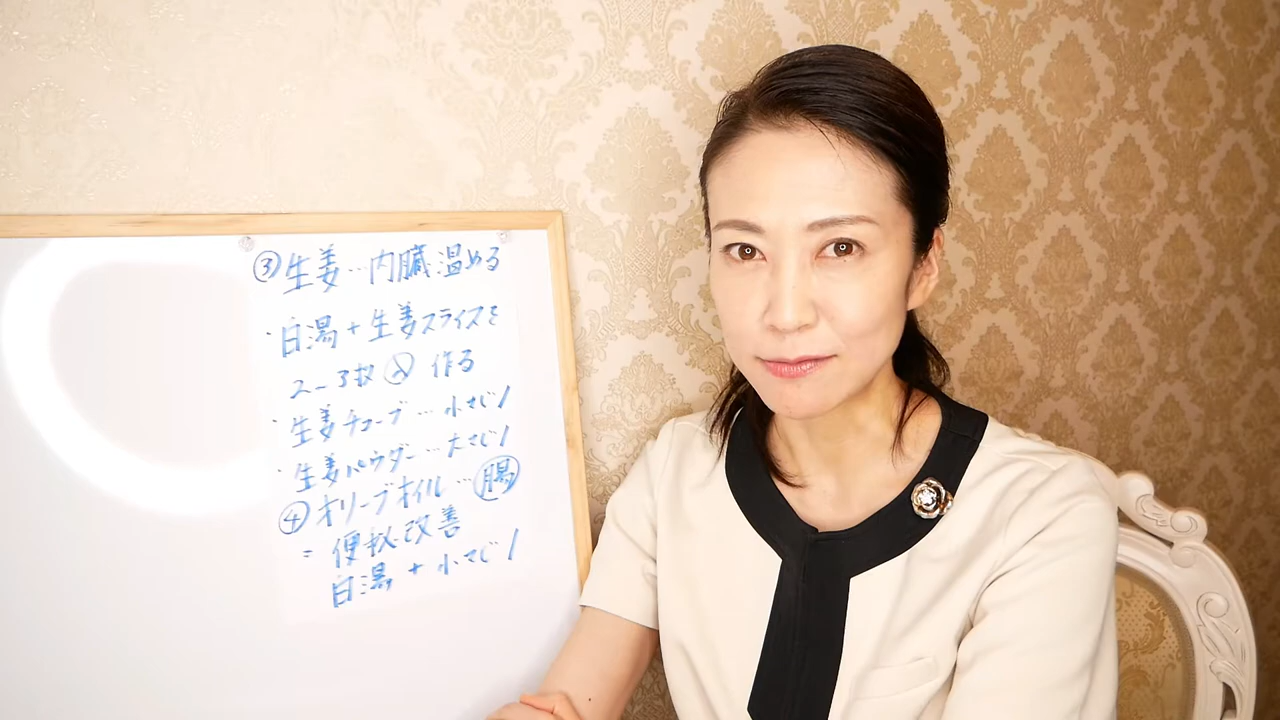 ③生姜…内臓温める
・白湯+生姜スライスを
2~3枚 入 作る
・生姜チューブ…小さじ1
・生姜パウダー…大さじ1
④オリーブオイル…腸
= 便秘改善
白湯+小さじ1